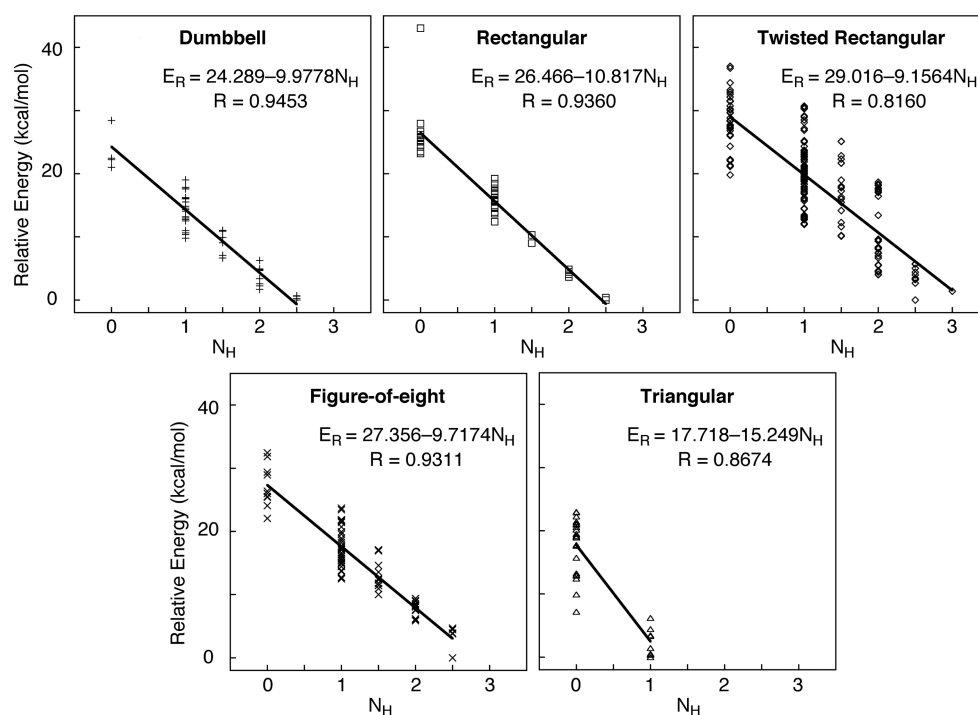 Dumbbell
E_R = 24.289–9.9778N_H
R = 0.9453
Rectangular
E_R = 26.466–10.817N_H
R = 0.9360
Twisted Rectangular
E_R = 29.016–9.1564N_H
R = 0.8160
Relative Energy (kcal/mol)
40
20
0
0 1 2 3
N_H
0 1 2 3
N_H
0 1 2 3
N_H
Figure-of-eight
E_R = 27.356–9.7174N_H
R = 0.9311
Triangular
E_R = 17.718–15.249N_H
R = 0.8674
Relative Energy (kcal/mol)
40
20
0
0 1 2 3
N_H
0 1 2 3
N_H